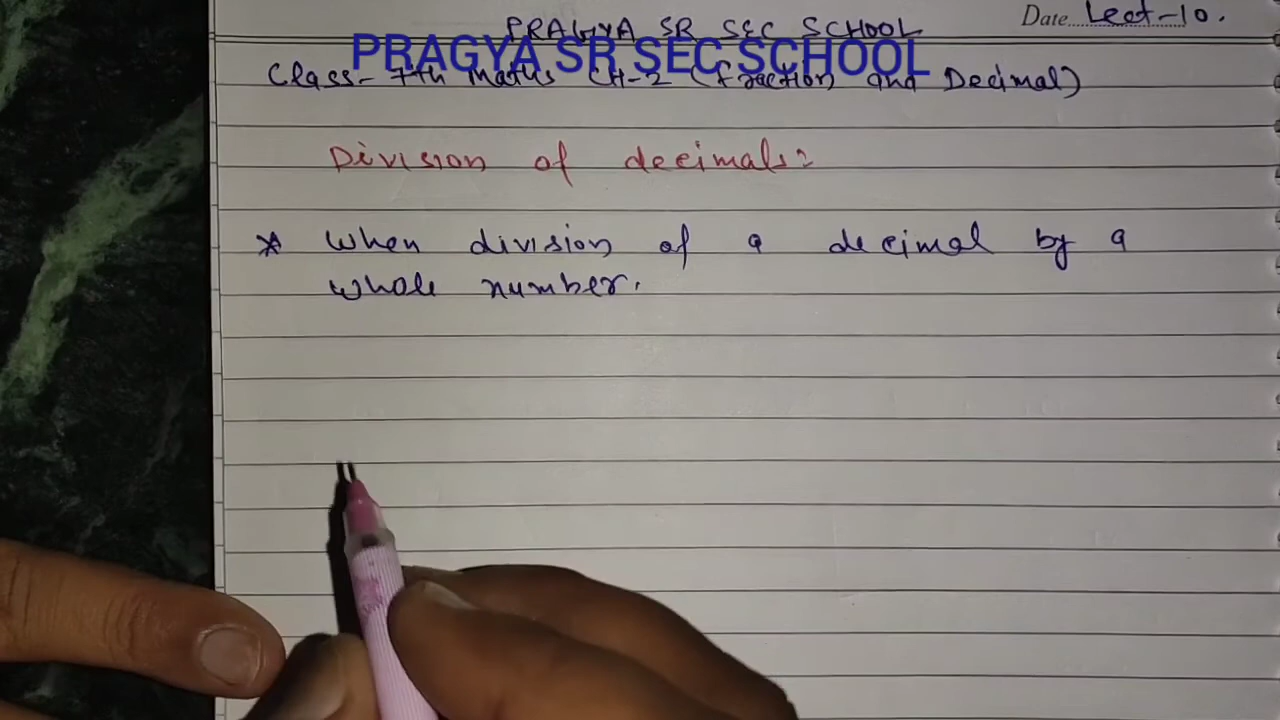 Date Lect-10.
PRAGYA SR SEC SCHOOL
PRAGYA SR SEC SCHOOL
Class- 7th Maths CH-2 (fraction and Decimal)
Division of decimals:
* When division of a decimal by a
whole number.